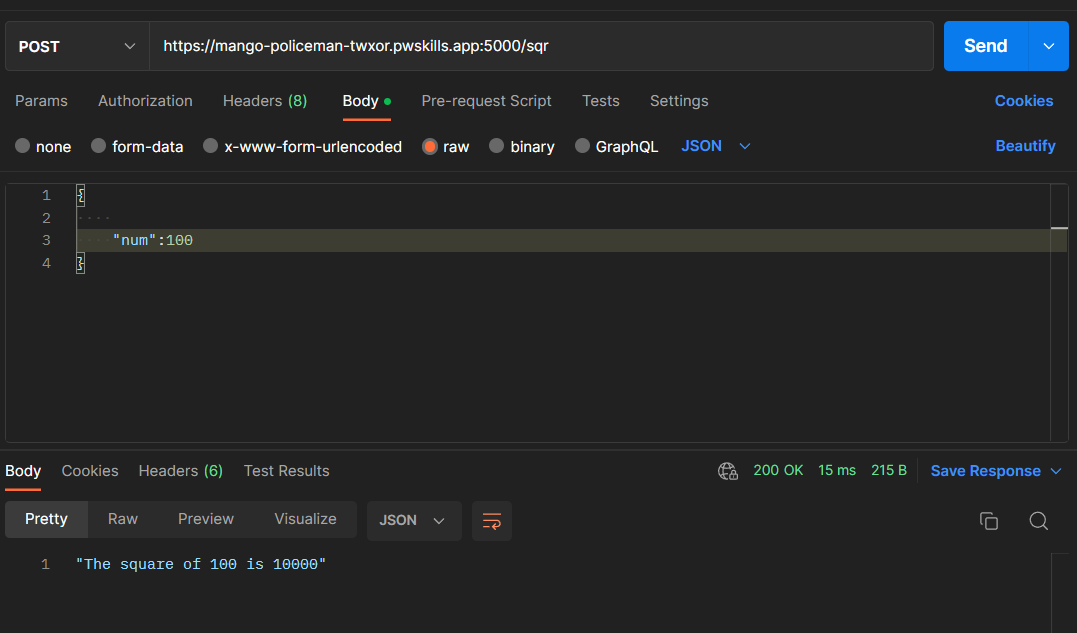 POST https://mango-policeman-twxor.pwskills.app:5000/sqr Send
Params Authorization Headers (8) Body Pre-request Script Tests Settings Cookies
none form-data x-www-form-urlencoded raw binary GraphQL JSON Beautify
1 {
2 ····
3 "num":100
4 }
Body Cookies Headers (6) Test Results 200 OK 15 ms 215 B Save Response
Pretty Raw Preview Visualize JSON
1 "The square of 100 is 10000"